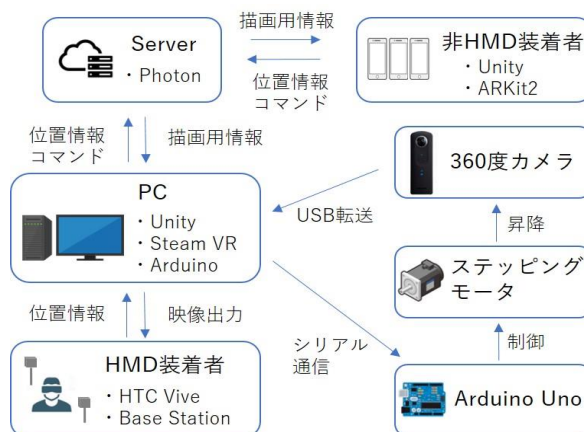 描画用情報
Server
・Photon
位置情報
コマンド
非HMD装着者
・Unity
・ARKit2
位置情報
コマンド
描画用情報
360度カメラ
PC
・Unity
・Steam VR
・Arduino
USB転送
昇降
ステッピング
モータ
位置情報
映像出力
シリアル
通信
制御
HMD装着者
・HTC Vive
・Base Station
Arduino Uno